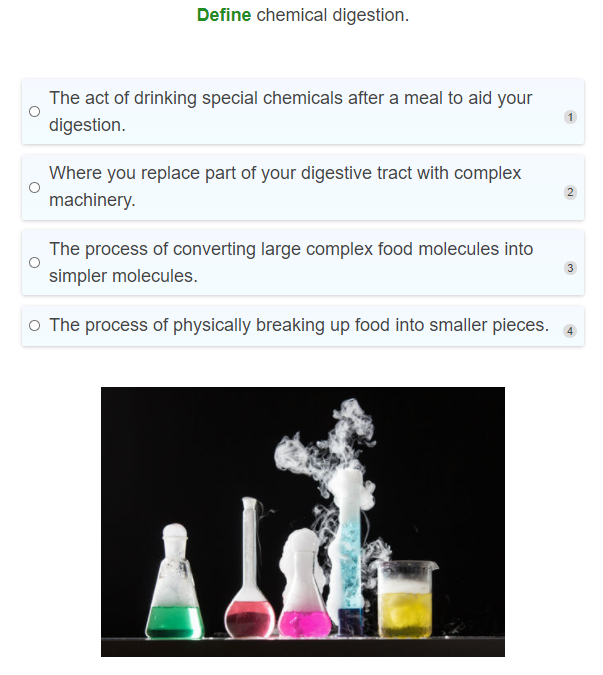 Define chemical digestion.
The act of drinking special chemicals after a meal to aid your
digestion.
1
Where you replace part of your digestive tract with complex
machinery.
2
The process of converting large complex food molecules into
simpler molecules.
3
The process of physically breaking up food into smaller pieces.
4